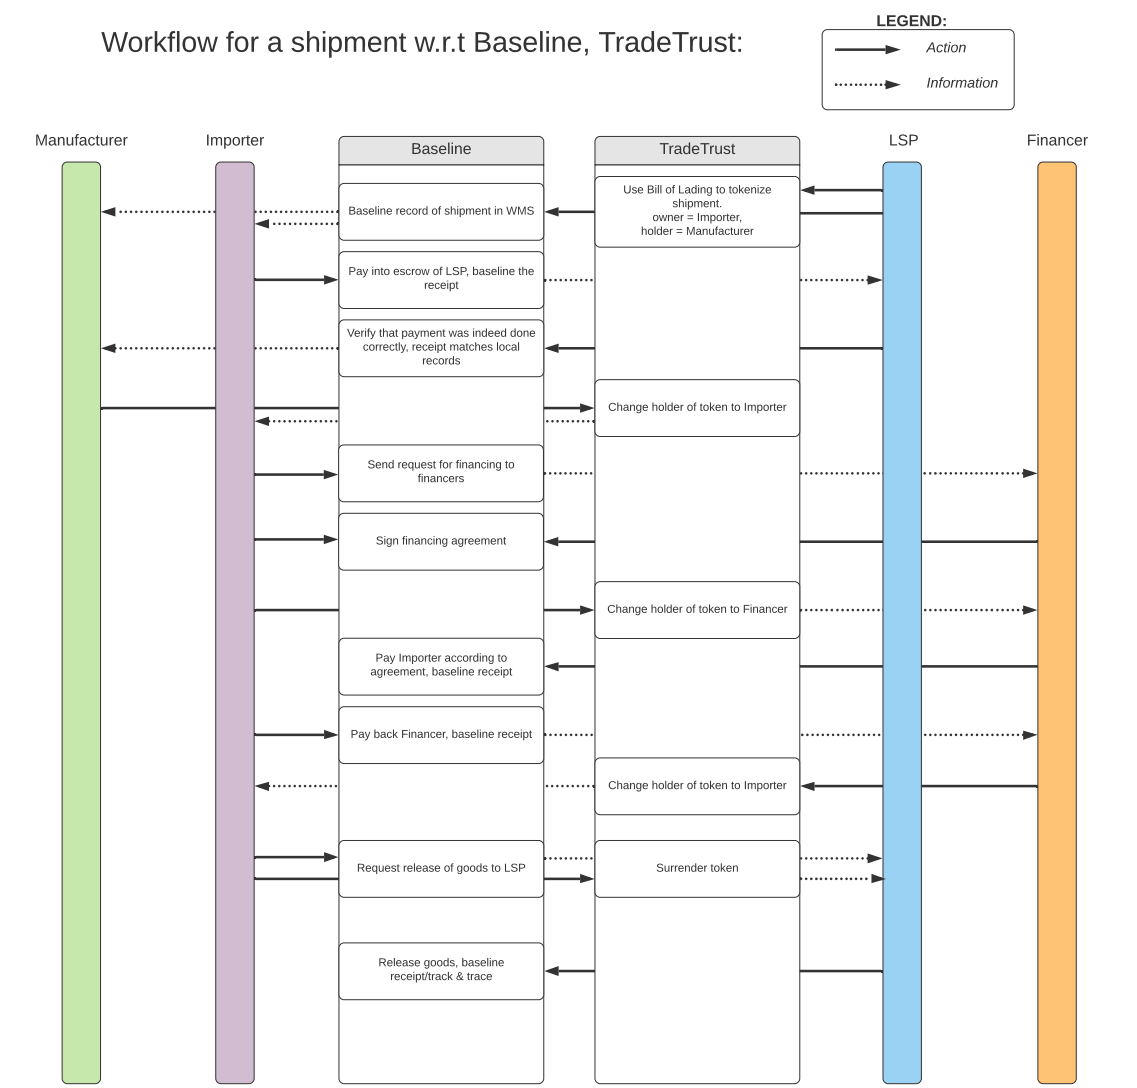 Workflow for a shipment w.r.t Baseline, TradeTrust:
LEGEND:
Action
Information
Manufacturer
Importer
Baseline
TradeTrust
LSP
Financer
Baseline record of shipment in WMS
Use Bill of Lading to tokenize
shipment.
owner = Importer,
holder = Manufacturer
Pay into escrow of LSP, baseline the
receipt
Verify that payment was indeed done
correctly, receipt matches local
records
Change holder of token to Importer
Send request for financing to
financers
Sign financing agreement
Change holder of token to Financer
Pay Importer according to
agreement, baseline receipt
Pay back Financer, baseline receipt
Change holder of token to Importer
Request release of goods to LSP
Surrender token
Release goods, baseline
receipt/track & trace